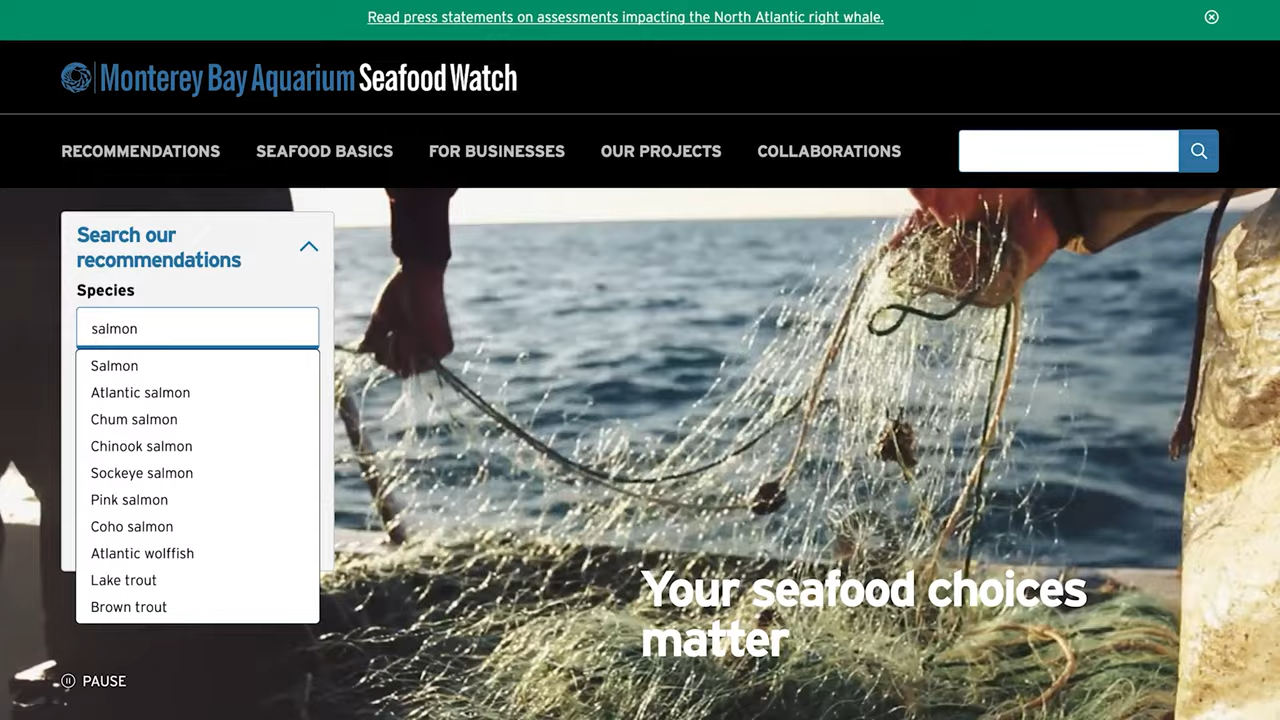 Read press statements on assessments impacting the North Atlantic right whale.
Monterey Bay Aquarium Seafood Watch
RECOMMENDATIONS SEAFOOD BASICS FOR BUSINESSES OUR PROJECTS COLLABORATIONS
Search our
recommendations
Species
salmon
Salmon
Atlantic salmon
Chum salmon
Chinook salmon
Sockeye salmon
Pink salmon
Coho salmon
Atlantic wolffish
Lake trout
Brown trout
Your seafood choices
matter
PAUSE